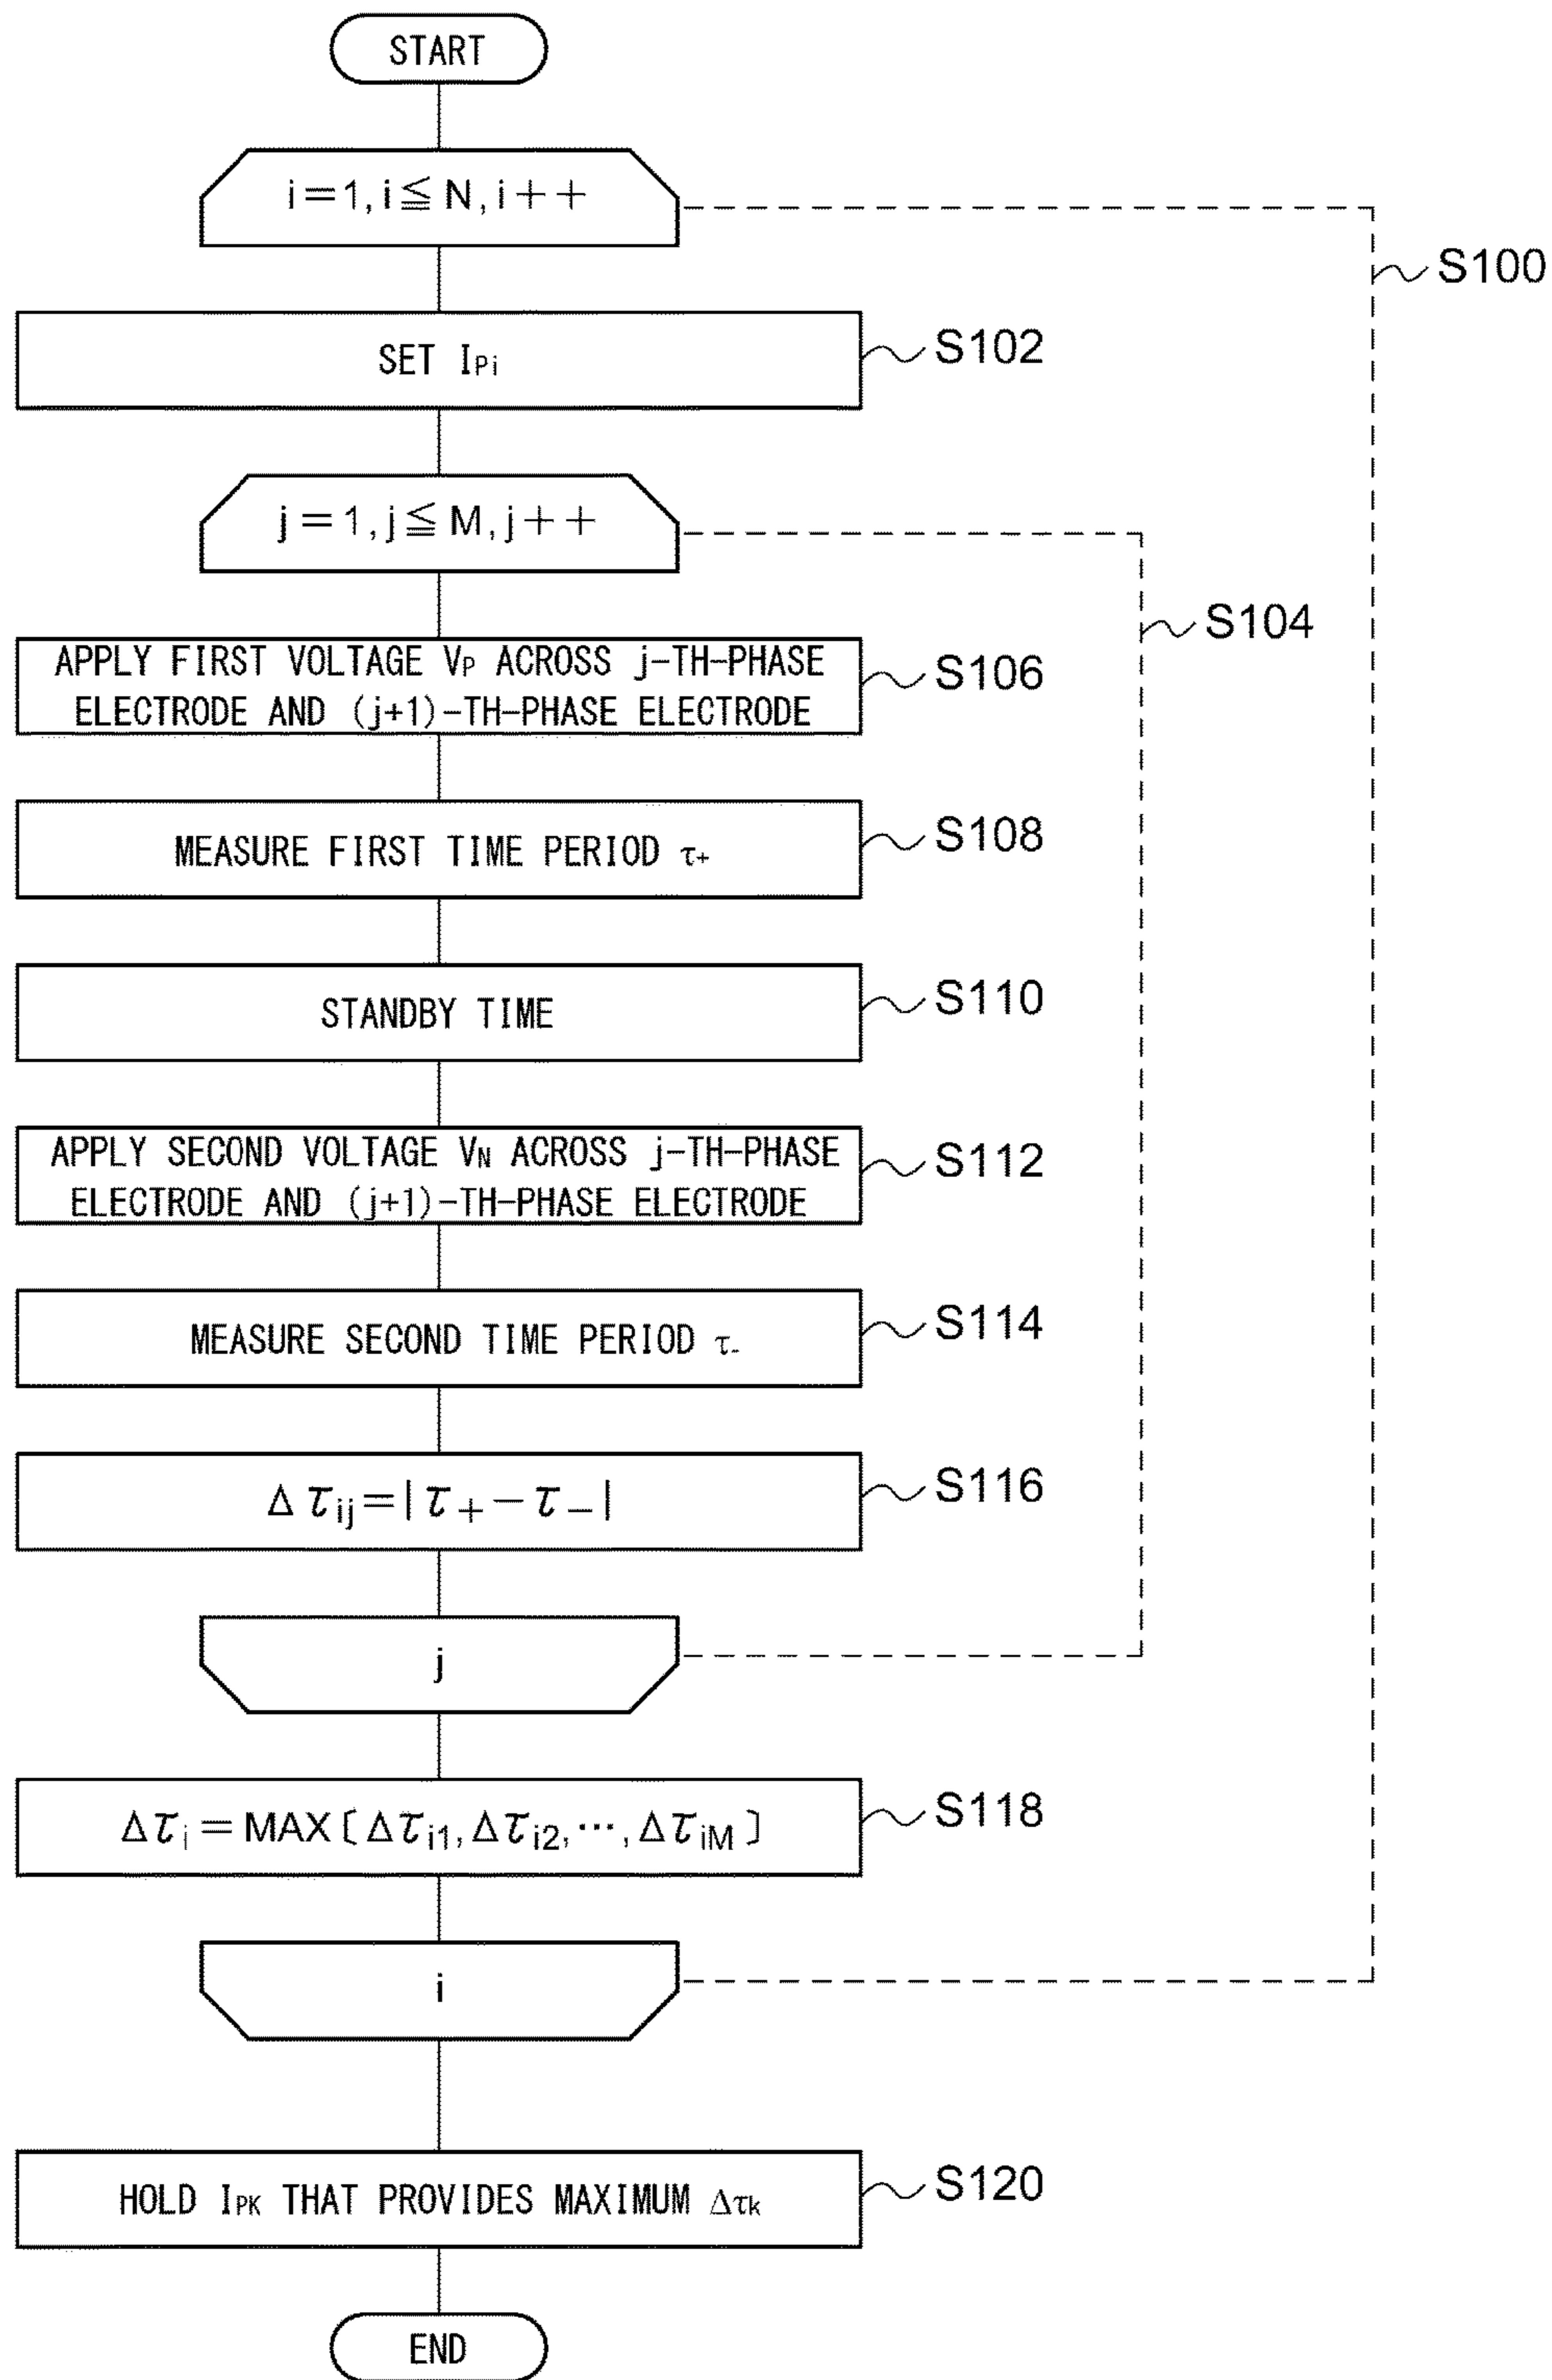 START
i=1,i≦N,i++
S100
SET IPi
S102
j=1,j≦M,j++
S104
APPLY FIRST VOLTAGE VP ACROSS j-TH-PHASE
ELECTRODE AND (j+1)-TH-PHASE ELECTRODE
S106
MEASURE FIRST TIME PERIOD τ+
S108
STANDBY TIME
S110
APPLY SECOND VOLTAGE VN ACROSS j-TH-PHASE
ELECTRODE AND (j+1)-TH-PHASE ELECTRODE
S112
MEASURE SECOND TIME PERIOD τ-
S114
Δτij=|τ+−τ−|
S116
j
Δτi=MAX〔Δτi1,Δτi2,⋯,ΔτiM〕
S118
i
HOLD IPK THAT PROVIDES MAXIMUM Δτk
S120
END